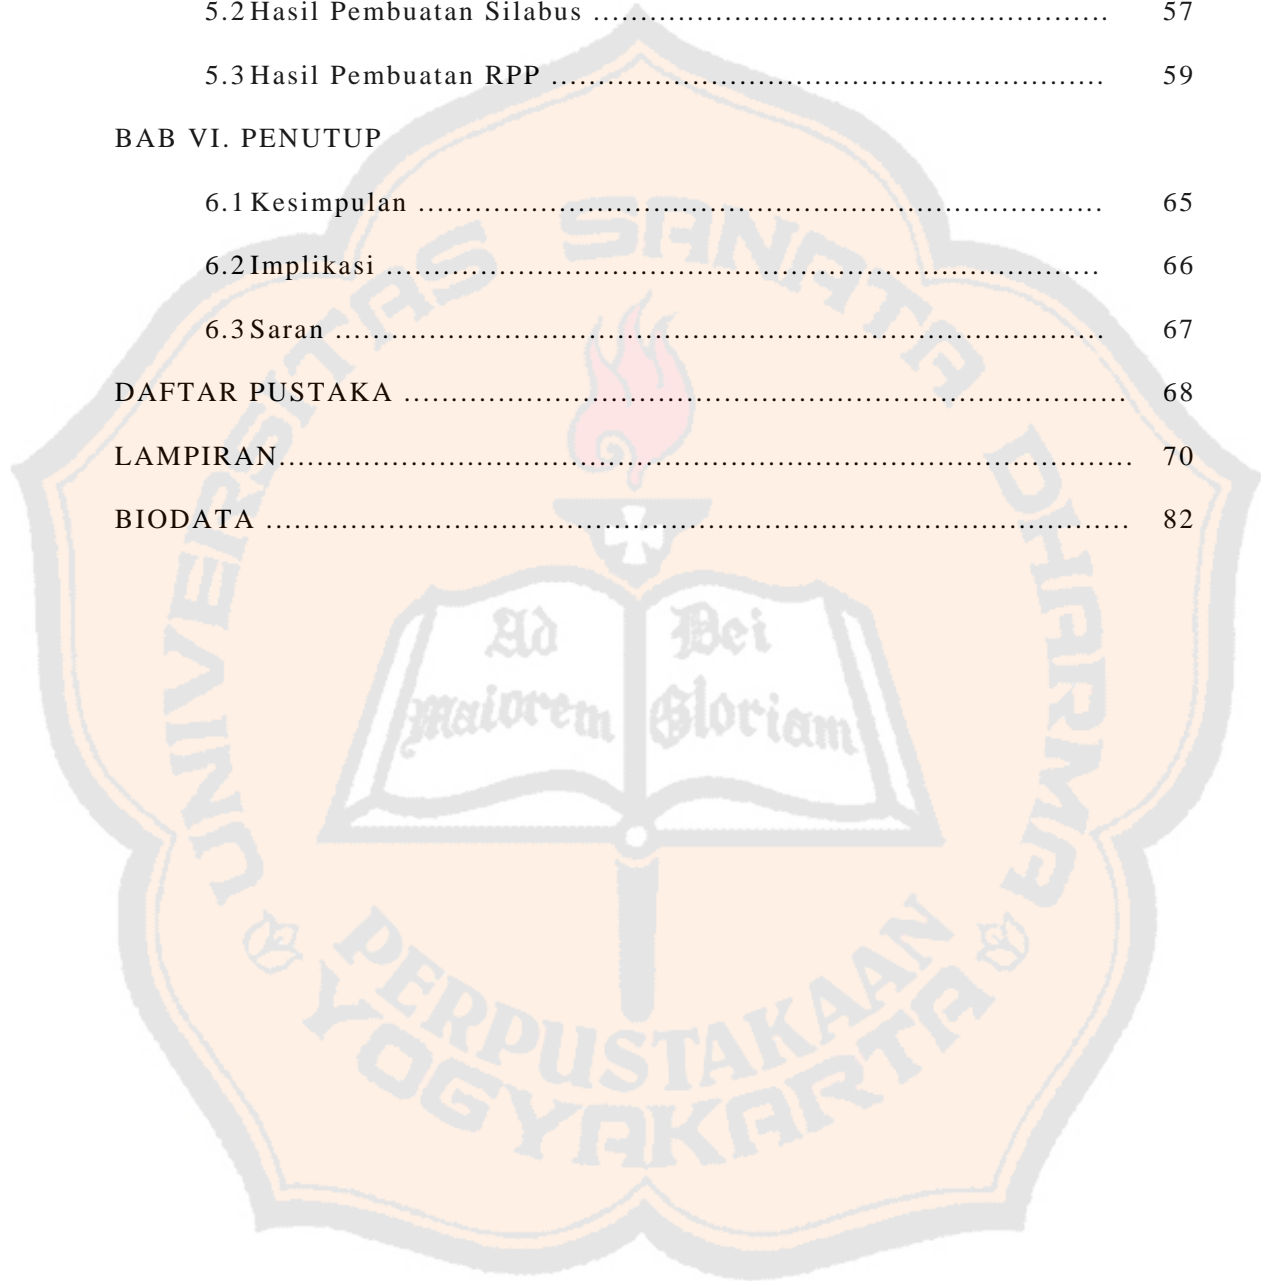 5.2 Hasil Pembuatan Silabus ........................................................ 57
5.3 Hasil Pembuatan RPP ............................................................ 59
BAB VI. PENUTUP
6.1 Kesimpulan .......................................................................... 65
6.2 Implikasi ............................................................................. 66
6.3 Saran ................................................................................... 67
DAFTAR PUSTAKA .............................................................................. 68
LAMPIRAN............................................................................................ 70
BIODATA ............................................................................................. 82
UNIVERSITAS SANATA DHARMA
Ad Dei
Maiorem Gloriam
PERPUSTAKAAN
YOGYAKARTA